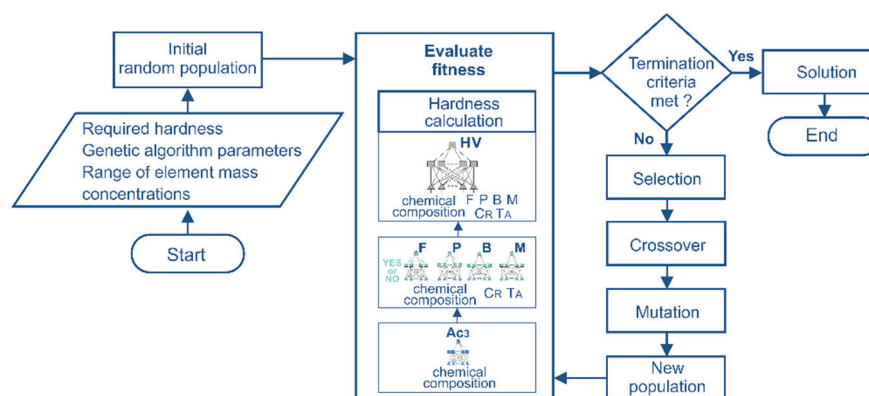 Initial
random population
Required hardness
Genetic algorithm parameters
Range of element mass
concentrations
Start
Evaluate
fitness
Hardness
calculation
HV
chemical
composition
F P B M
CR TA
F P B M
YES
or
NO
chemical
composition
CR TA
Ac3
chemical
composition
Termination
criteria
met ?
Yes
Solution
End
No
Selection
Crossover
Mutation
New
population